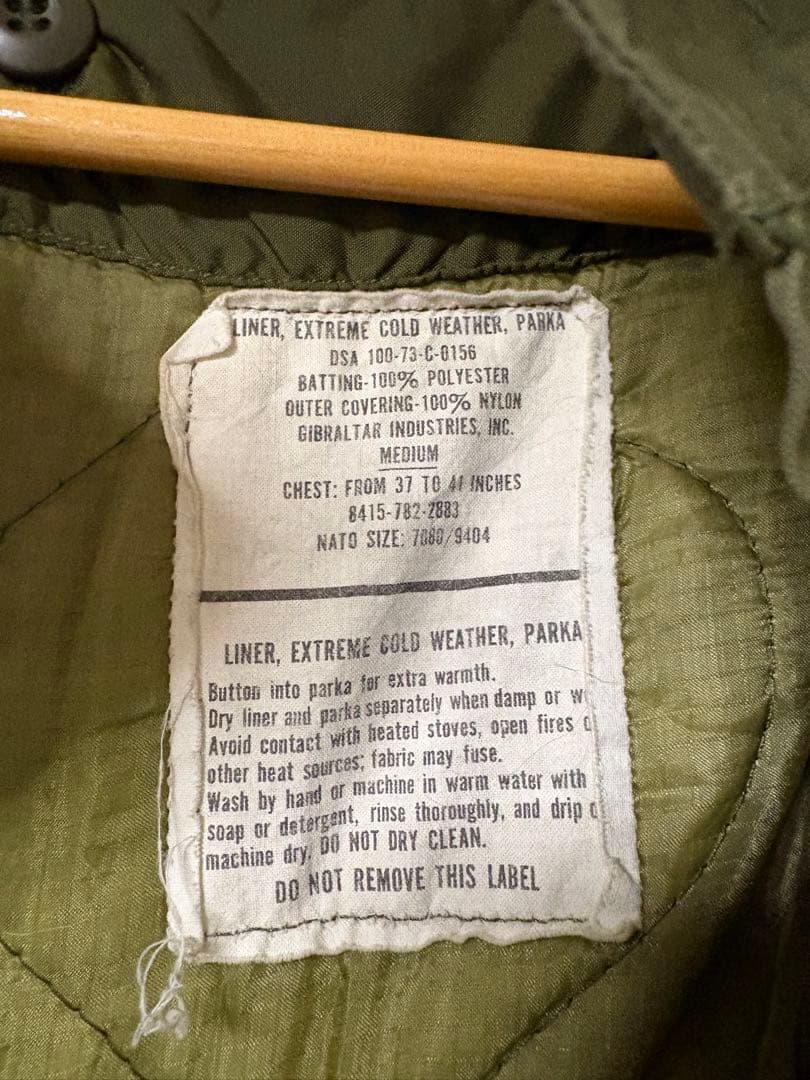 LINER, EXTREME COLD WEATHER, PARKA
DSA 100-73-C-0156
BATTING-100% POLYESTER
OUTER COVERING-100% NYLON
GIBRALTAR INDUSTRIES, INC.
MEDIUM
CHEST: FROM 37 TO 41 INCHES
8415-782-2883
NATO SIZE: 7080/9404
LINER, EXTREME COLD WEATHER, PARKA
Button into parka for extra warmth.
Dry liner and parka separately when damp or
Avoid contact with heated stoves, open fires
other heat sources; fabric may fuse.
Wash by hand or machine in warm water with
soap or detergent, rinse thoroughly, and drip
machine dry. DO NOT DRY CLEAN.
DO NOT REMOVE THIS LABEL